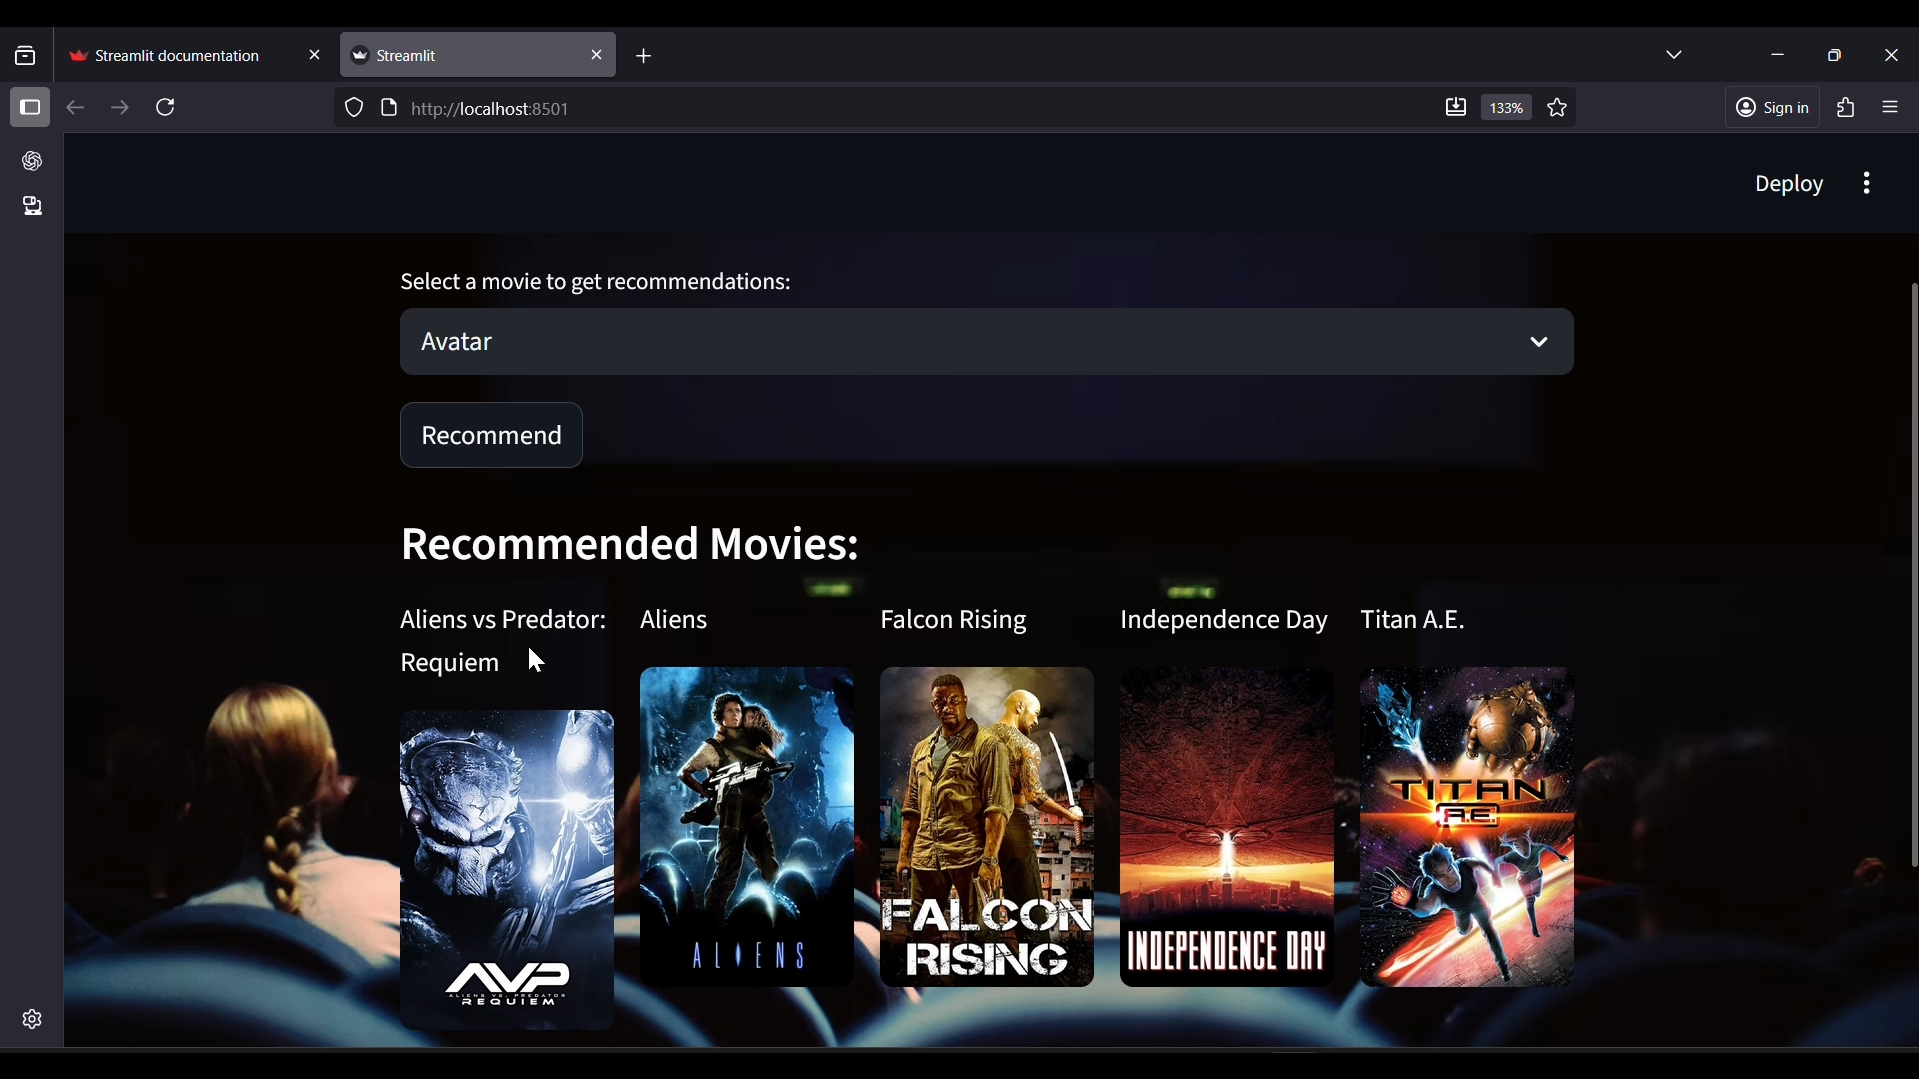 Streamlit documentation
Streamlit
http://localhost:8501
133%
Sign in
Deploy
Select a movie to get recommendations:
Avatar
Recommend
Recommended Movies:
Aliens vs Predator:
Requiem
Aliens
Falcon Rising
Independence Day
Titan A.E.
AVP
ALIENS VS. PREDATOR
REQUIEM
ALIENS
FALCON
RISING
INDEPENDENCE DAY
TITAN
A.E.